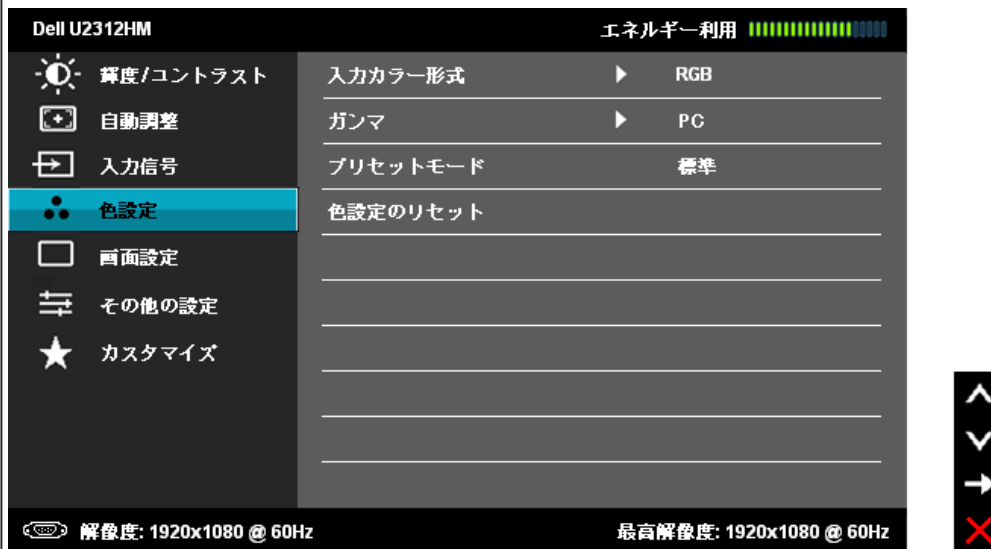 Dell U2312HM エネルギー利用
輝度/コントラスト 入力カラー形式 RGB
自動調整 ガンマ PC
入力信号 プリセットモード 標準
色設定 色設定のリセット
画面設定
その他の設定
カスタマイズ
解像度: 1920x1080 @ 60Hz 最高解像度: 1920x1080 @ 60Hz